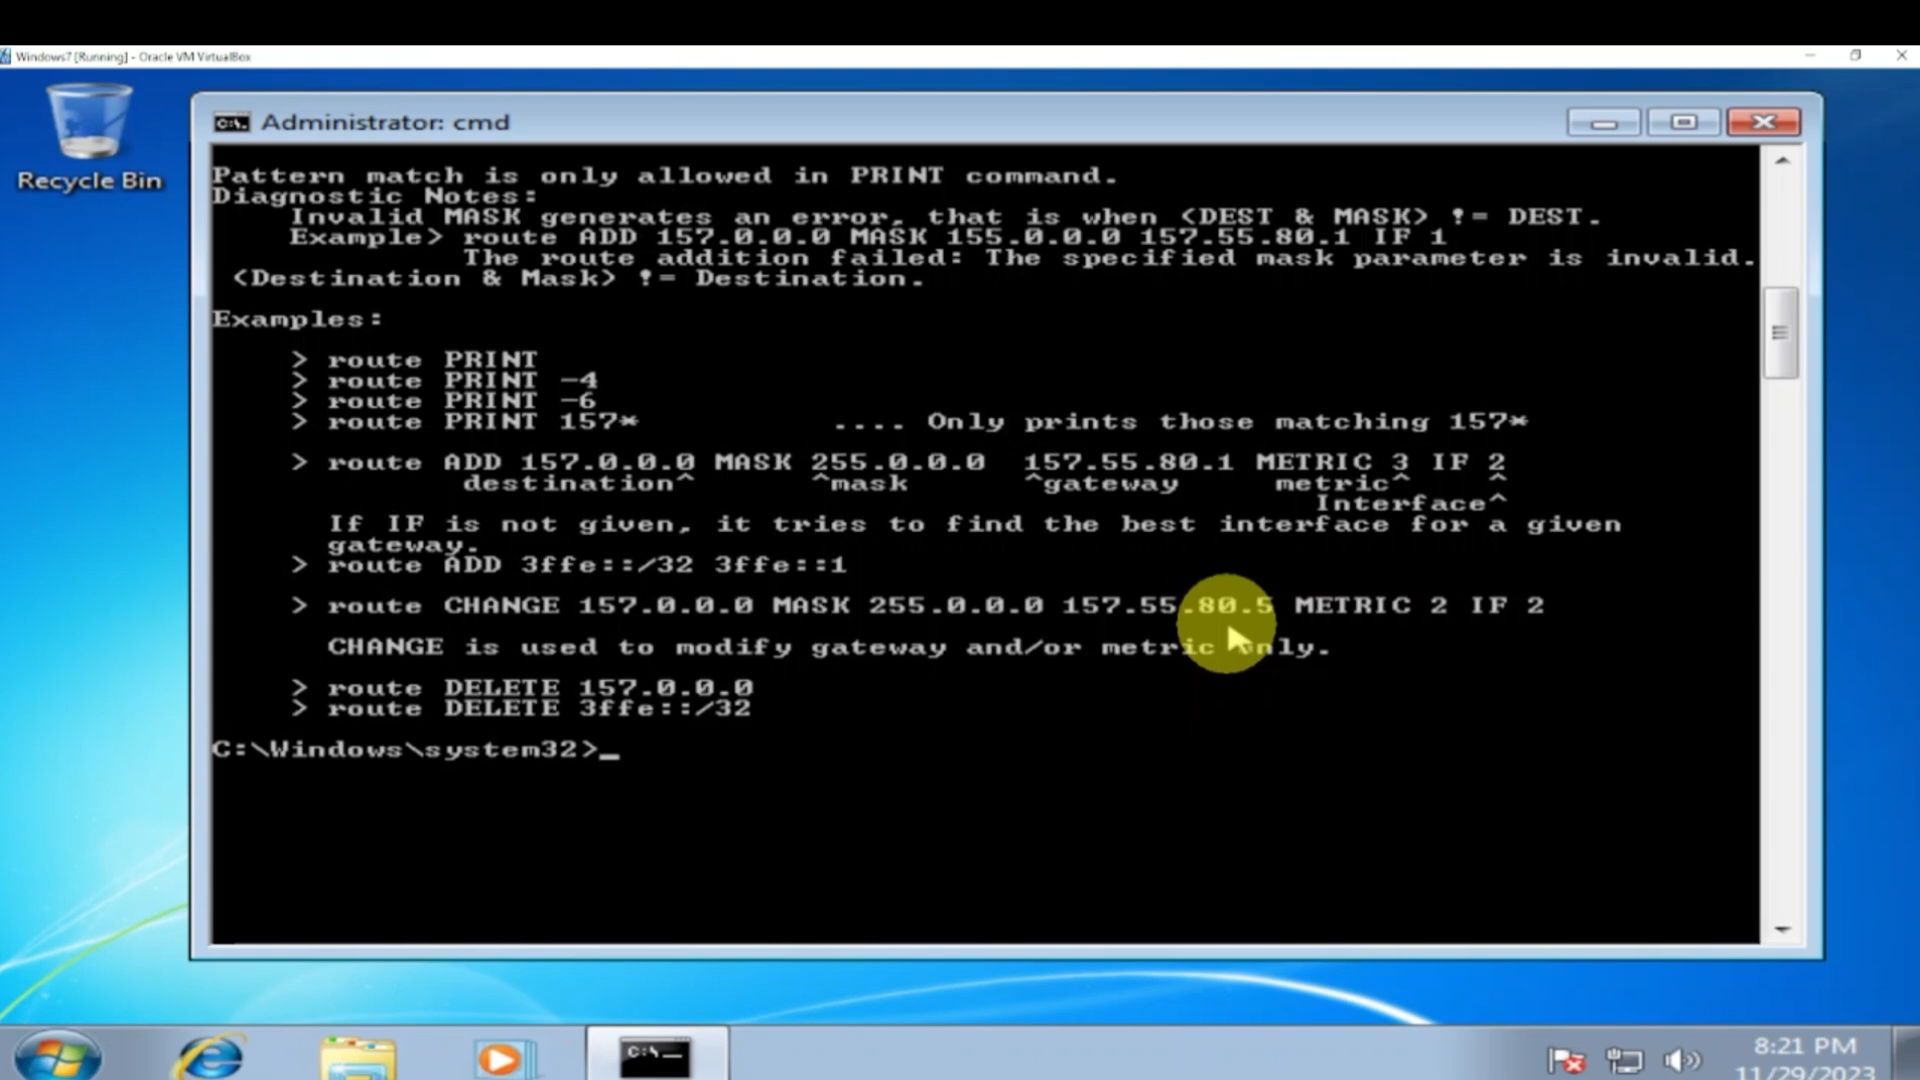 Windows7 [Running] - Oracle VM VirtualBox
Recycle Bin
C:\. Administrator: cmd
Pattern match is only allowed in PRINT command.
Diagnostic Notes:
Invalid MASK generates an error, that is when (DEST & MASK) != DEST.
Example> route ADD 157.0.0.0 MASK 155.0.0.0 157.55.80.1 IF 1
The route addition failed: The specified mask parameter is invalid.
(Destination & Mask) != Destination.
Examples:
> route PRINT
> route PRINT -4
> route PRINT -6
> route PRINT 157* .... Only prints those matching 157*
> route ADD 157.0.0.0 MASK 255.0.0.0 157.55.80.1 METRIC 3 IF 2
destination^ ^mask ^gateway metric^ ^
Interface^
If IF is not given, it tries to find the best interface for a given
gateway.
> route ADD 3ffe::/32 3ffe::1
> route CHANGE 157.0.0.0 MASK 255.0.0.0 157.55.80.5 METRIC 2 IF 2
CHANGE is used to modify gateway and/or metric only.
> route DELETE 157.0.0.0
> route DELETE 3ffe::/32
C:\Windows\system32>_
C:\_
8:21 PM
11/29/2023